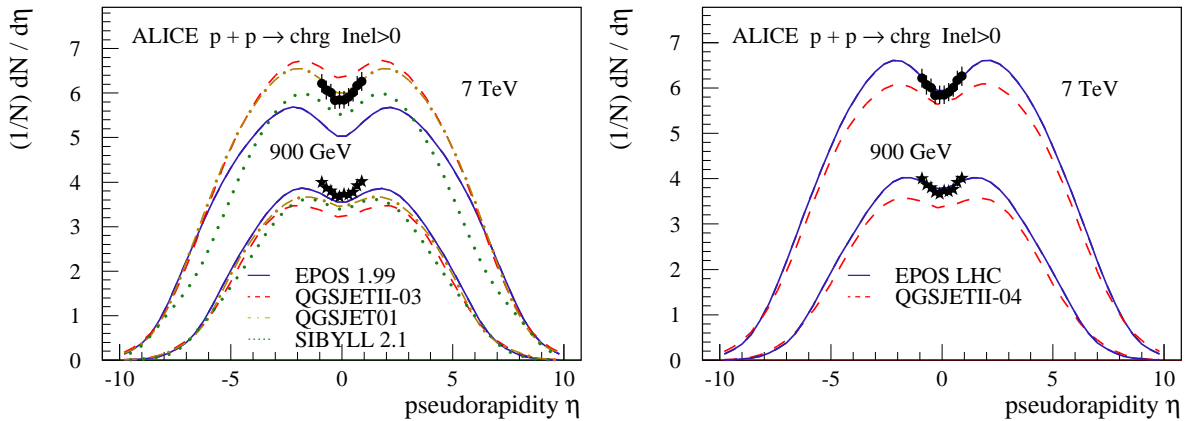 ALICE p + p → chrg Inel>0
7 TeV
900 GeV
EPOS 1.99
QGSJETII-03
QGSJET01
SIBYLL 2.1
(1/N) dN / dη
7
6
5
4
3
2
1
0
-10 -5 0 5 10
pseudorapidity η
ALICE p + p → chrg Inel>0
7 TeV
900 GeV
EPOS LHC
QGSJETII-04
(1/N) dN / dη
7
6
5
4
3
2
1
0
-10 -5 0 5 10
pseudorapidity η